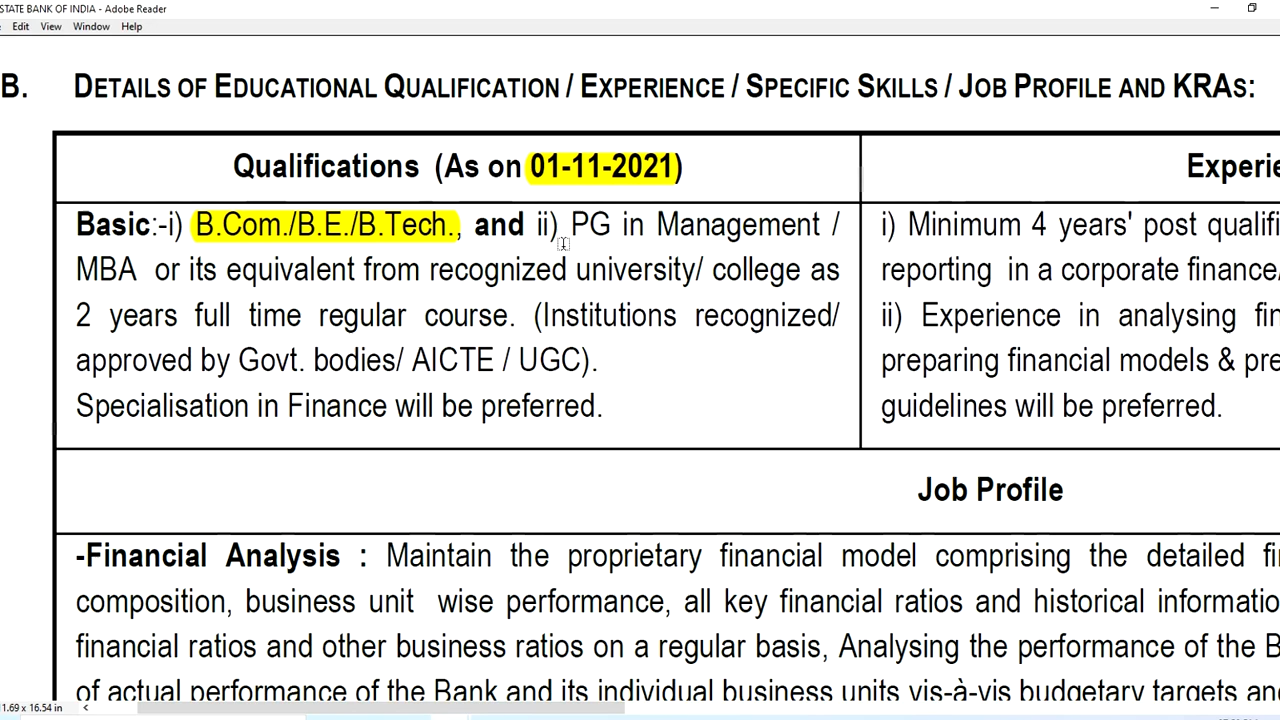 STATE BANK OF INDIA - Adobe Reader
Edit View Window Help
B. DETAILS OF EDUCATIONAL QUALIFICATION / EXPERIENCE / SPECIFIC SKILLS / JOB PROFILE AND KRAS:
Qualifications (As on 01-11-2021)
Basic:-i) B.Com./B.E./B.Tech., and ii) PG in Management /
MBA or its equivalent from recognized university/ college as
2 years full time regular course. (Institutions recognized/
approved by Govt. bodies/ AICTE / UGC).
Specialisation in Finance will be preferred.
Experie
i) Minimum 4 years' post qualifi
reporting in a corporate finance/
ii) Experience in analysing fin
preparing financial models & pre
guidelines will be preferred.
Job Profile
-Financial Analysis : Maintain the proprietary financial model comprising the detailed fi
composition, business unit wise performance, all key financial ratios and historical informatio
financial ratios and other business ratios on a regular basis, Analysing the performance of the B
of actual performance of the Bank and its individual business units vis-à-vis budgetary targets and
1.69 x 16.54 in